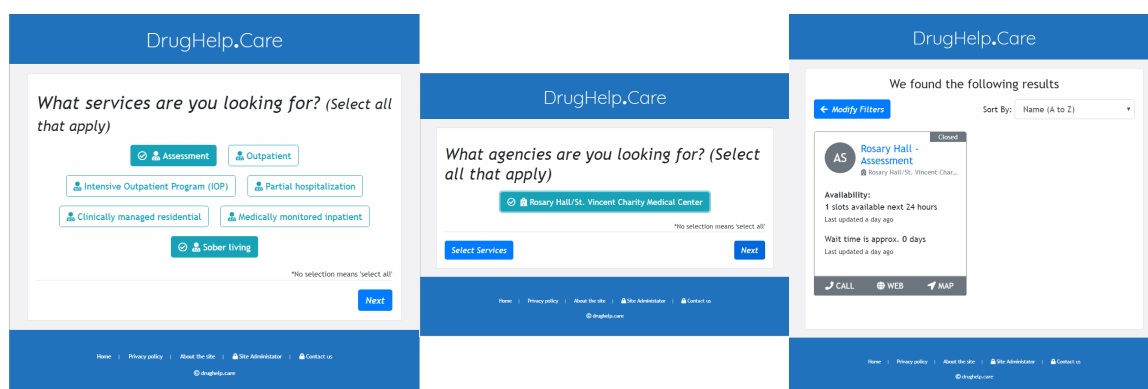 DrugHelp.Care
What services are you looking for? (Select all
that apply)
Assessment
Outpatient
Intensive Outpatient Program (IOP)
Partial hospitalization
Clinically managed residential
Medically monitored inpatient
Sober living
*No selection means 'select all'
Next
Home | Privacy policy | About the site | Site Administator | Contact us
© drughelp.care
DrugHelp.Care
What agencies are you looking for? (Select
all that apply)
Rosary Hall/St. Vincent Charity Medical Center
*No selection means 'select all'
Select Services
Next
Home | Privacy policy | About the site | Site Administator | Contact us
© drughelp.care
DrugHelp.Care
We found the following results
Modify Filters
Sort By: Name (A to Z)
Closed
AS
Rosary Hall -
Assessment
Rosary Hall/St. Vincent Char...
Availability:
1 slots available next 24 hours
Last updated a day ago
Wait time is approx. 0 days
Last updated a day ago
CALL WEB MAP
Home | Privacy policy | About the site | Site Administator | Contact us
© drughelp.care